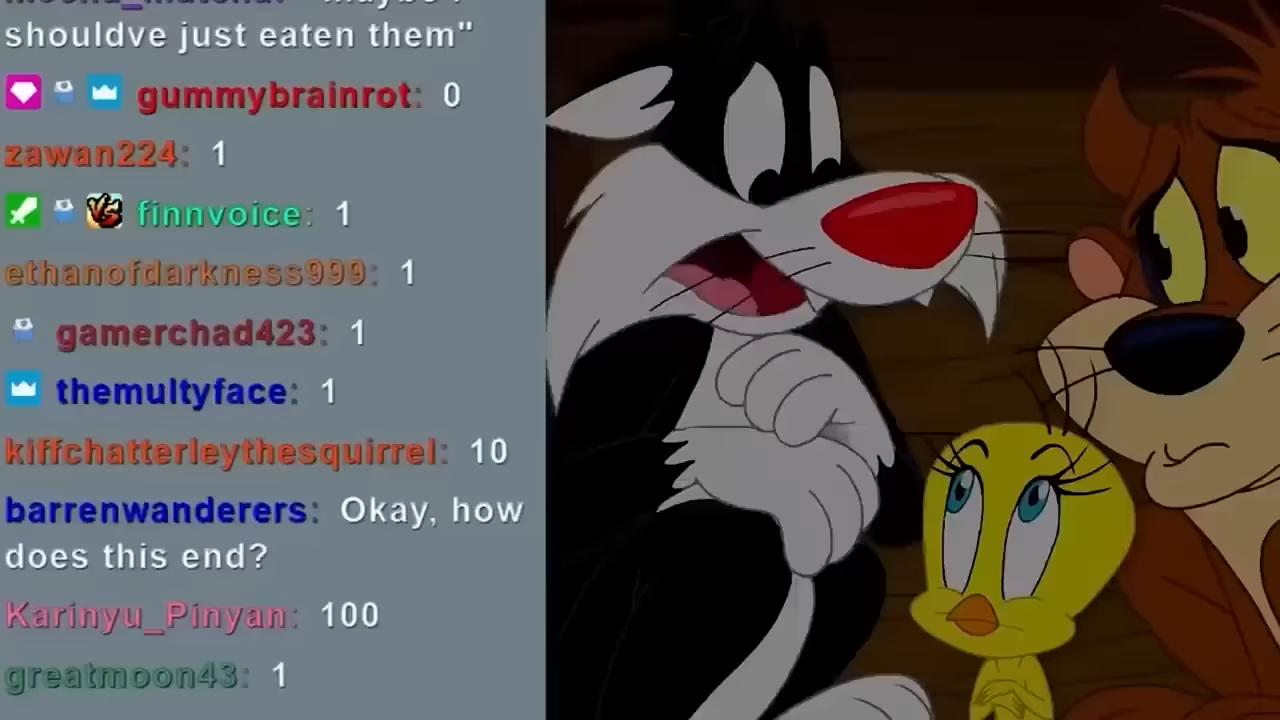 shouldve just eaten them"
gummybrainrot: 0
zawan224: 1
finnvoice: 1
ethanofdarkness999: 1
gamerchad423: 1
themultyface: 1
kiffchatterleythesquirrel: 10
barrenwanderers: Okay, how
does this end?
Karinyu_Pinyan: 100
greatmoon43: 1